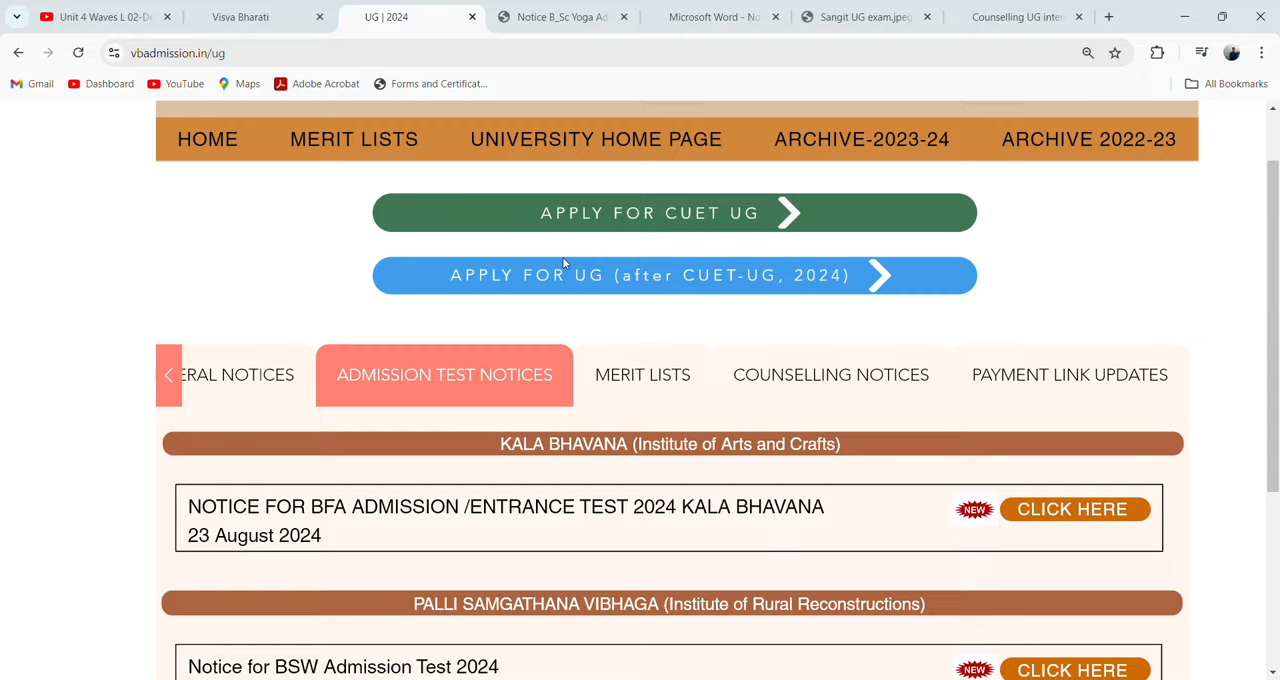 Unit 4 Waves L 02-D
Visva Bharati
UG | 2024
Notice B_Sc Yoga Ad
Microsoft Word - No
Sangit UG exam.jpeg
Counselling UG inter
vbadmission.in/ug
Gmail
Dashboard
YouTube
Maps
Adobe Acrobat
Forms and Certificat...
All Bookmarks
HOME
MERIT LISTS
UNIVERSITY HOME PAGE
ARCHIVE-2023-24
ARCHIVE 2022-23
APPLY FOR CUET UG
APPLY FOR UG (after CUET-UG, 2024)
ERAL NOTICES
ADMISSION TEST NOTICES
MERIT LISTS
COUNSELLING NOTICES
PAYMENT LINK UPDATES
KALA BHAVANA (Institute of Arts and Crafts)
NOTICE FOR BFA ADMISSION /ENTRANCE TEST 2024 KALA BHAVANA
23 August 2024
NEW
CLICK HERE
PALLI SAMGATHANA VIBHAGA (Institute of Rural Reconstructions)
Notice for BSW Admission Test 2024
NEW
CLICK HERE